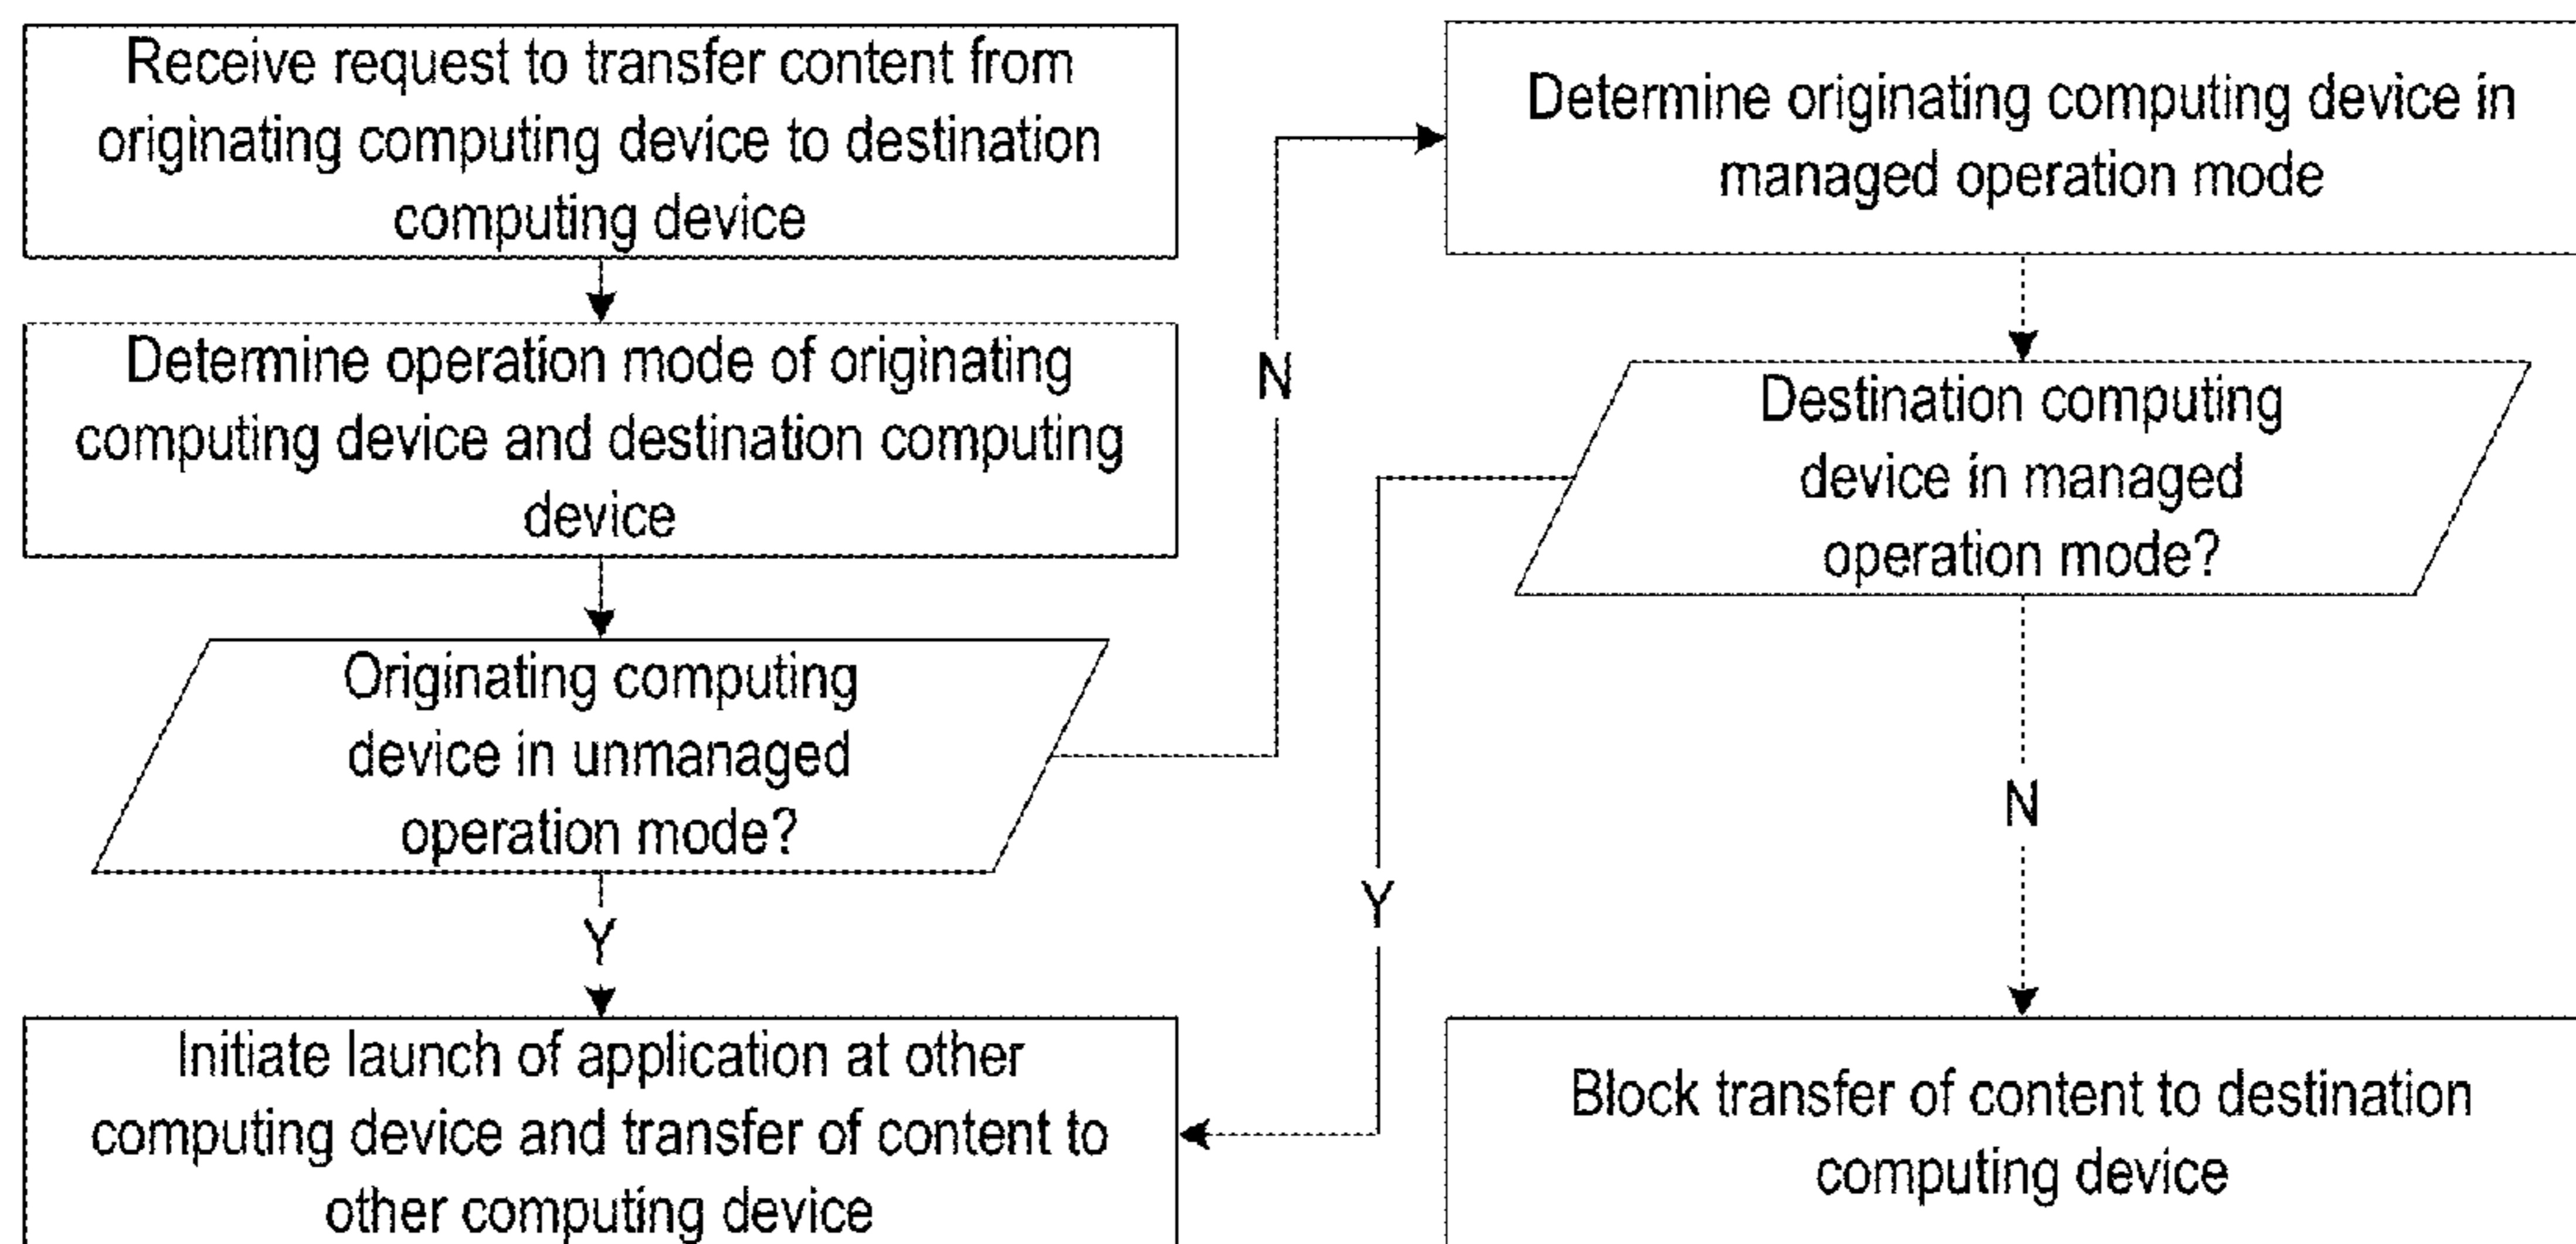 Receive request to transfer content from
originating computing device to destination
computing device
Determine operation mode of originating
computing device and destination computing
device
Originating computing
device in unmanaged
operation mode?
Y
Initiate launch of application at other
computing device and transfer of content to
other computing device
N
Determine originating computing device in
managed operation mode
Destination computing
device in managed
operation mode?
Y
N
Block transfer of content to destination
computing device